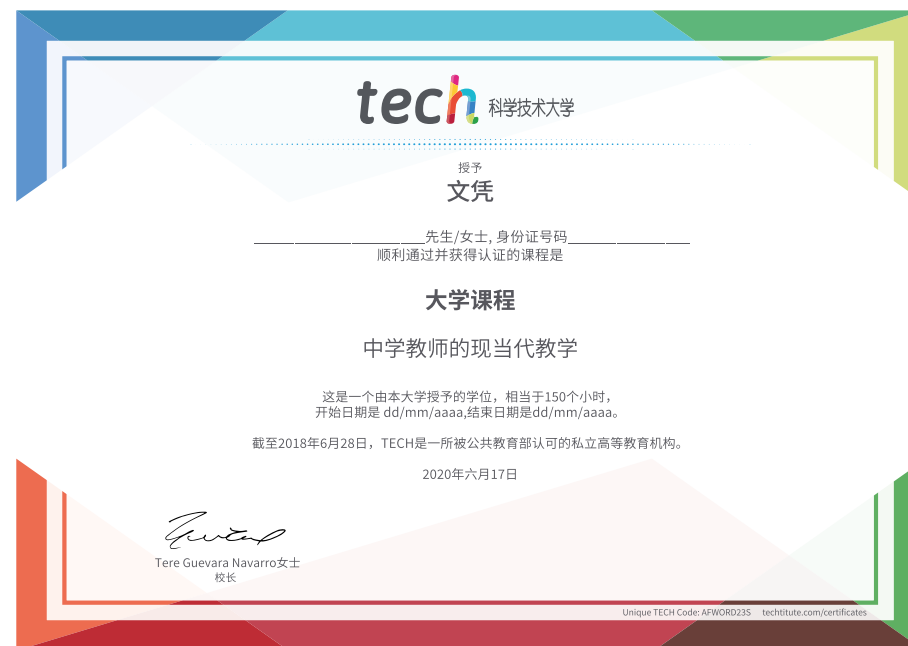 tech 科学技术大学
授予
文凭
________________________先生/女士, 身份证号码_________________
顺利通过并获得认证的课程是
大学课程
中学教师的现当代教学
这是一个由本大学授予的学位，相当于150个小时，
开始日期是 dd/mm/aaaa,结束日期是dd/mm/aaaa。
截至2018年6月28日，TECH是一所被公共教育部认可的私立高等教育机构。
2020年六月17日
Tere Guevara Navarro女士
校长
Unique TECH Code: AFWORD23S techtitute.com/certificates